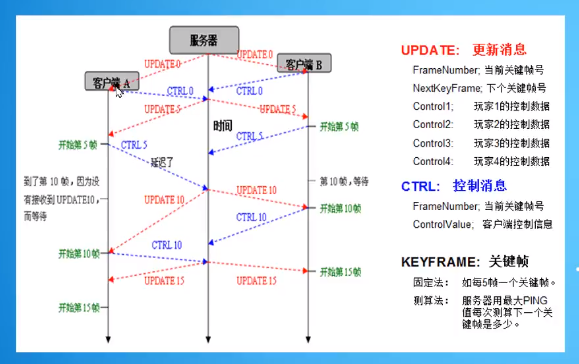 服务器
客户端 A
客户端 B
UPDATE 0
UPDATE 0
CTRL 0
CTRL 0
UPDATE 5
UPDATE 5
时间
开始第5帧
CTRL 5
CTRL 5
开始第5帧
延迟了
到了第 10 帧，因为没
有接收到 UPDATE10，
而等待
第 10帧，等待
UPDATE 10
UPDATE 10
开始第10帧
CTRL 10
开始第10帧
CTRL 10
UPDATE 15
UPDATE 15
开始第15帧
开始第15帧
UPDATE: 更新消息
FrameNumber; 当前关键帧号
NextKeyFrame; 下个关键帧号
Control1; 玩家1的控制数据
Control2: 玩家2的控制数据
Control3: 玩家3的控制数据
Control4: 玩家4的控制数据
CTRL: 控制消息
FrameNumber; 当前关键帧号
ControlValue; 客户端控制信息
KEYFRAME: 关键帧
固定法： 如每5帧一个关键帧。
测算法： 服务器用最大PING
值每次测算下一个关
键帧是多少。